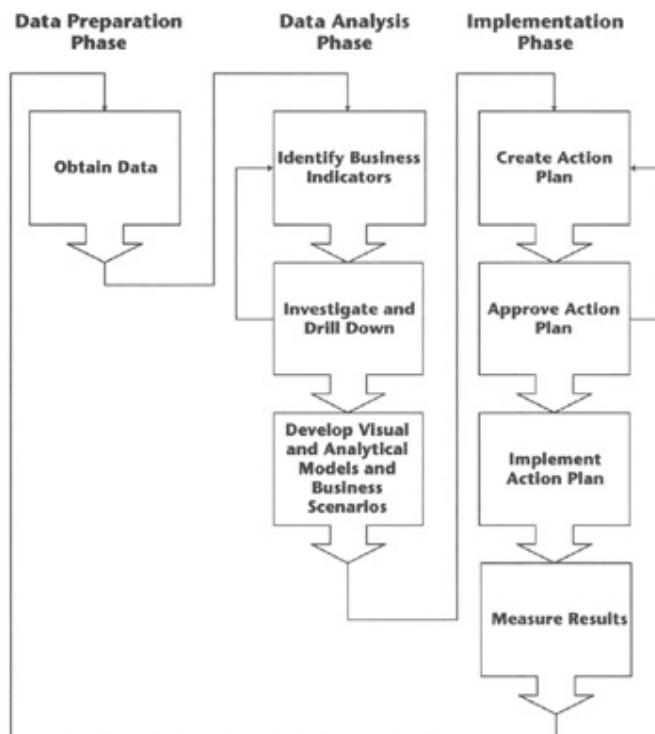 Data Preparation
Phase
Data Analysis
Phase
Implementation
Phase
Obtain Data
Identify Business
Indicators
Investigate and
Drill Down
Develop Visual
and Analytical
Models and
Business
Scenarios
Create Action
Plan
Approve Action
Plan
Implement
Action Plan
Measure Results